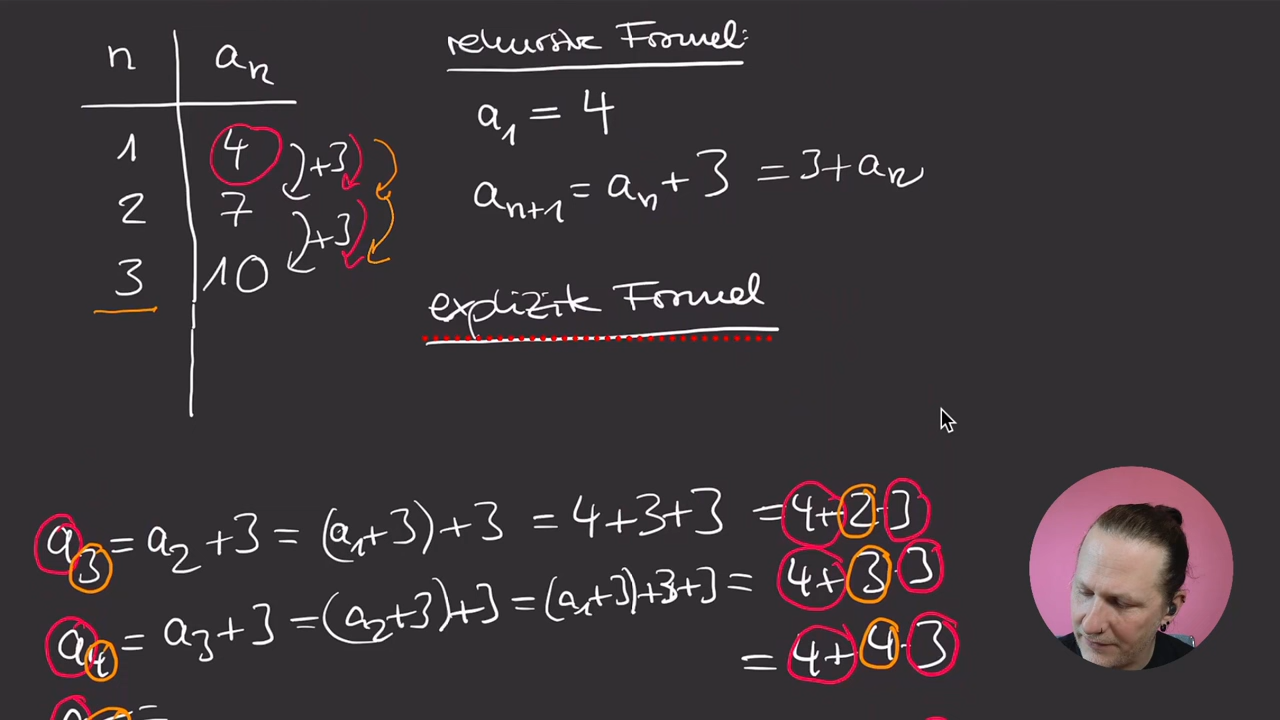 n aₙ
1 4
+3
2 7
+3
3 10
rekursive Formel:
a₁ = 4
aₙ₊₁ = aₙ + 3 = 3 + aₙ
explizite Formel
a₃ = a₂ + 3 = (a₁+3)+3 = 4+3+3 = 4+2·3
a₄ = a₃+3 = (a₂+3)+3 = (a₁+3)+3+3 = 4+3·3
= 4+4·3